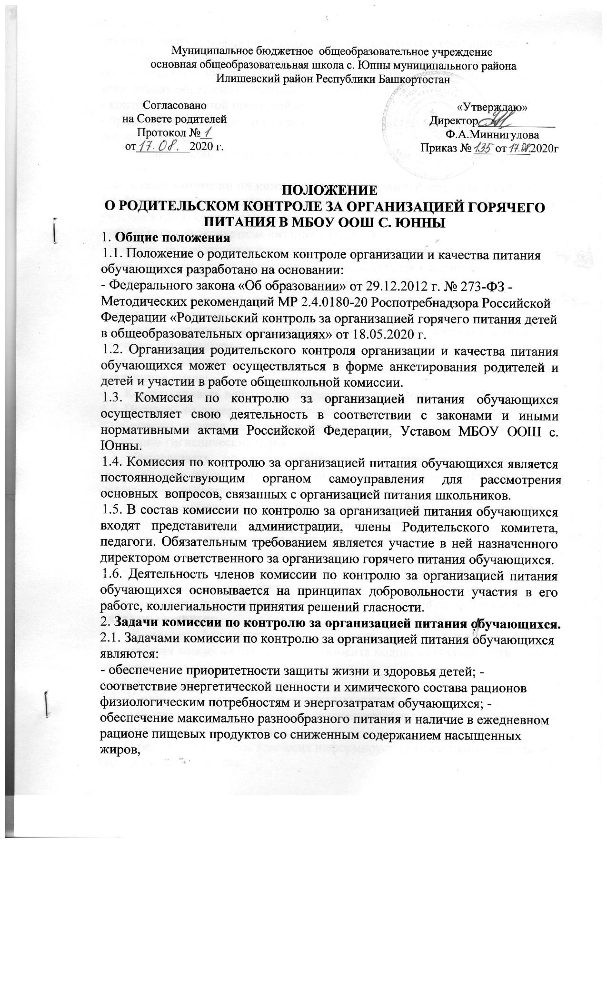 Муниципальное бюджетное общеобразовательное учреждение
основная общеобразовательная школа с. Юнны муниципального района
Илишевский район Республики Башкортостан
Согласовано
на Совете родителей
Протокол № 1
от 17.08. 2020 г.
«Утверждаю»
Директор____________
Ф.А.Миннигулова
Приказ № 135 от 17.08.2020г
ПОЛОЖЕНИЕ
О РОДИТЕЛЬСКОМ КОНТРОЛЕ ЗА ОРГАНИЗАЦИЕЙ ГОРЯЧЕГО
ПИТАНИЯ В МБОУ ООШ С. ЮННЫ
1. Общие положения
1.1. Положение о родительском контроле организации и качества питания
обучающихся разработано на основании:
- Федерального закона «Об образовании» от 29.12.2012 г. № 273-ФЗ -
Методических рекомендаций МР 2.4.0180-20 Роспотребнадзора Российской
Федерации «Родительский контроль за организацией горячего питания детей
в общеобразовательных организациях» от 18.05.2020 г.
1.2. Организация родительского контроля организации и качества питания
обучающихся может осуществляться в форме анкетирования родителей и
детей и участии в работе общешкольной комиссии.
1.3. Комиссия по контролю за организацией питания обучающихся
осуществляет свою деятельность в соответствии с законами и иными
нормативными актами Российской Федерации, Уставом МБОУ ООШ с.
Юнны.
1.4. Комиссия по контролю за организацией питания обучающихся является
постояннодействующим органом самоуправления для рассмотрения
основных вопросов, связанных с организацией питания школьников.
1.5. В состав комиссии по контролю за организацией питания обучающихся
входят представители администрации, члены Родительского комитета,
педагоги. Обязательным требованием является участие в ней назначенного
директором ответственного за организацию горячего питания обучающихся.
1.6. Деятельность членов комиссии по контролю за организацией питания
обучающихся основывается на принципах добровольности участия в его
работе, коллегиальности принятия решений гласности.
2. Задачи комиссии по контролю за организацией питания обучающихся.
2.1. Задачами комиссии по контролю за организацией питания обучающихся
являются:
- обеспечение приоритетности защиты жизни и здоровья детей; -
соответствие энергетической ценности и химического состава рационов
физиологическим потребностям и энергозатратам обучающихся; -
обеспечение максимально разнообразного питания и наличие в ежедневном
рационе пищевых продуктов со сниженным содержанием насыщенных
жиров,